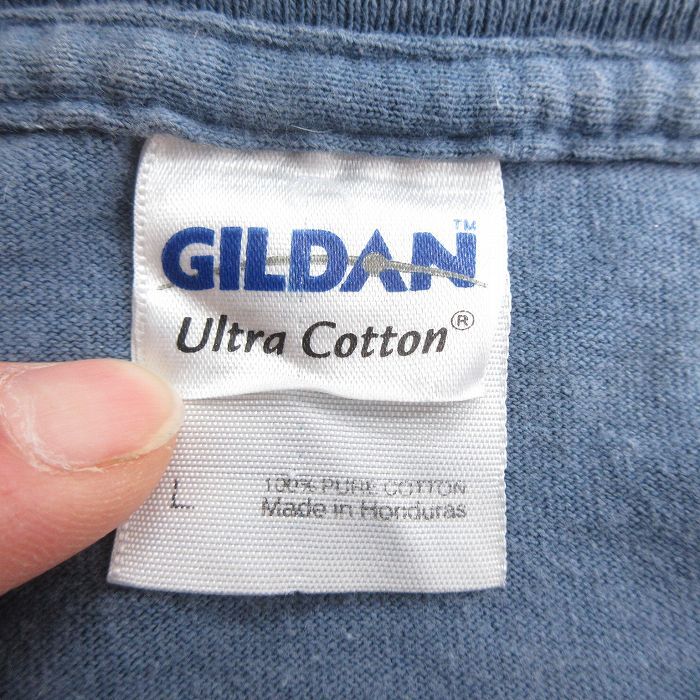 GILDAN™
Ultra Cotton®
L 100% PURE COTTON
Made in Honduras